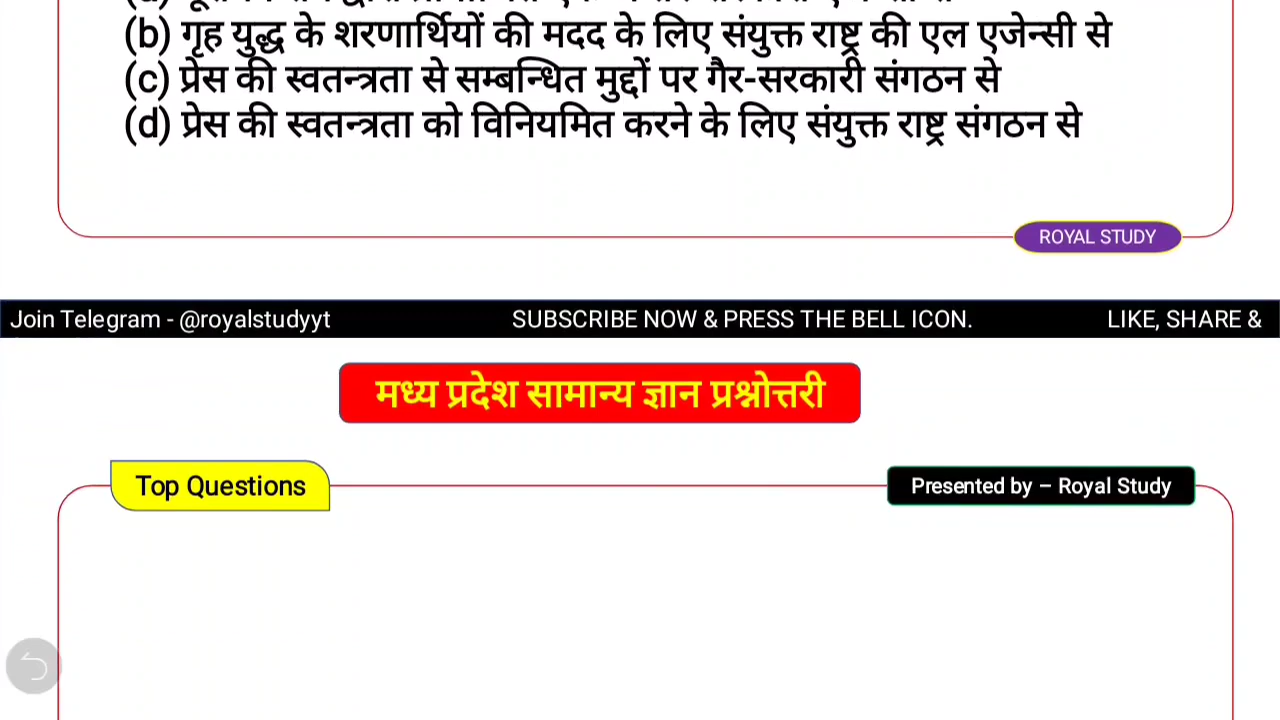 (b) गृह युद्ध के शरणार्थियों की मदद के लिए संयुक्त राष्ट्र की एल एजेन्सी से
(c) प्रेस की स्वतन्त्रता से सम्बन्धित मुद्दों पर गैर-सरकारी संगठन से
(d) प्रेस की स्वतन्त्रता को विनियमित करने के लिए संयुक्त राष्ट्र संगठन से
ROYAL STUDY
Join Telegram - @royalstudyyt SUBSCRIBE NOW & PRESS THE BELL ICON. LIKE, SHARE &
मध्य प्रदेश सामान्य ज्ञान प्रश्नोत्तरी
Top Questions
Presented by – Royal Study